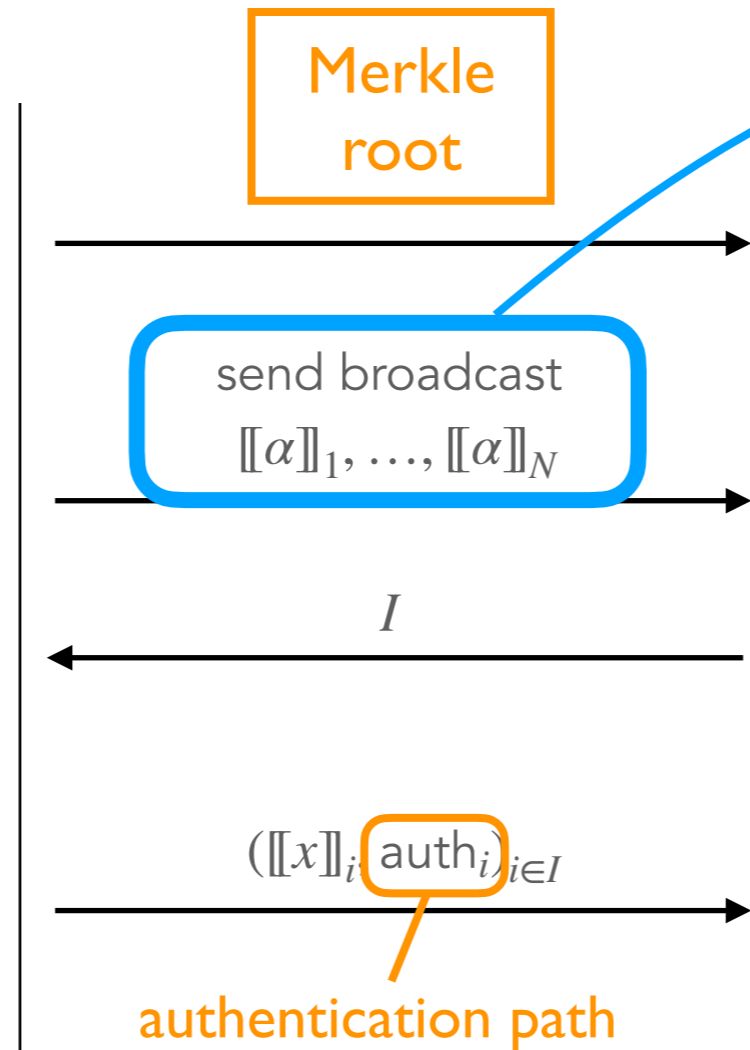 Merkle
root
send broadcast
⟦α⟧₁, …, ⟦α⟧_N
I
(⟦x⟧ᵢ, authᵢ)_{i∈I}
authentication path